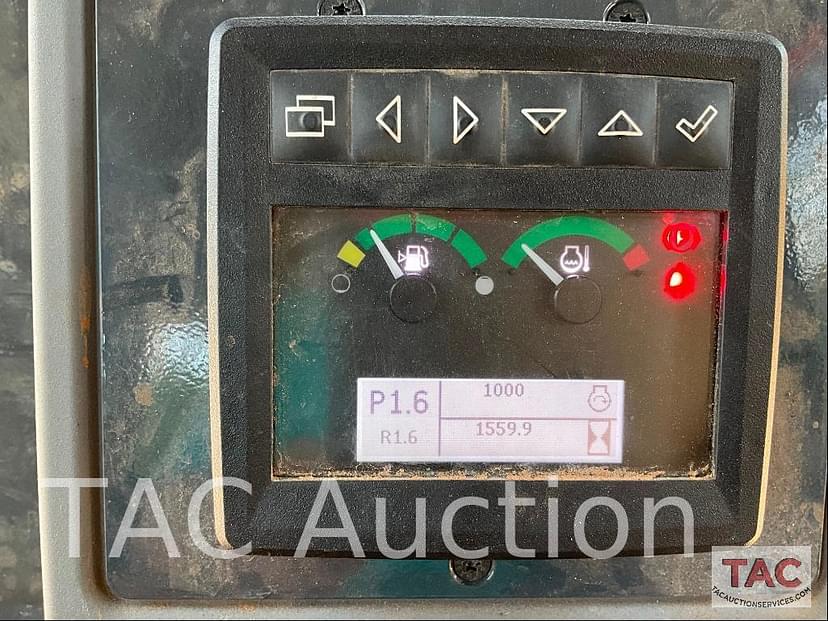 P1.6
1000
R1.6
1559.9
TAC Auction
TAC
TACAUCTIONSERVICES.COM